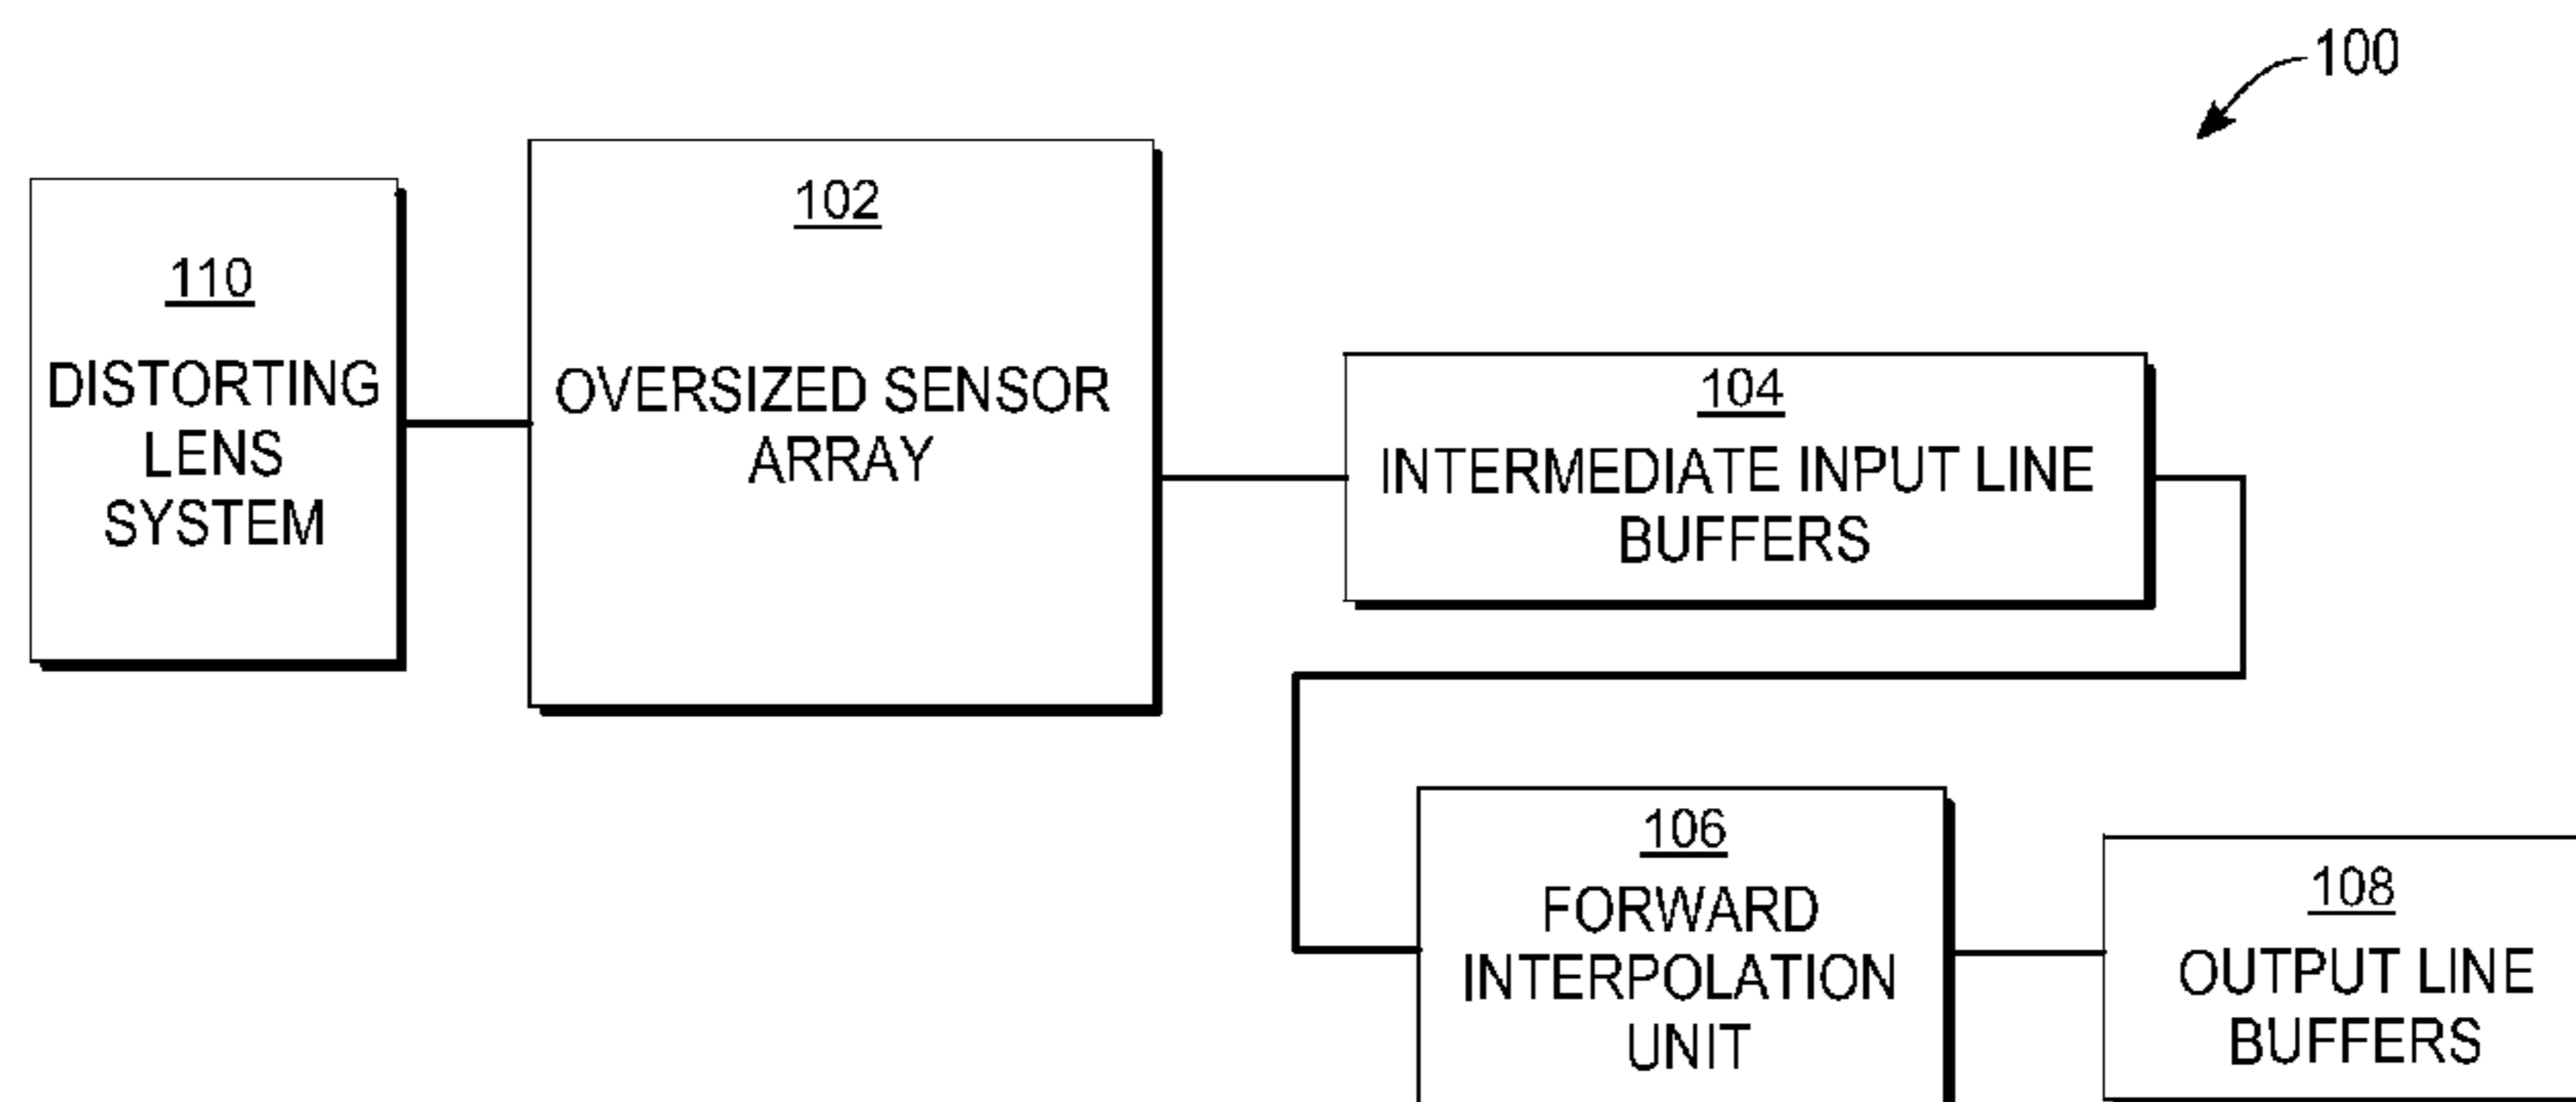 100
110
DISTORTING
LENS
SYSTEM
102
OVERSIZED SENSOR
ARRAY
104
INTERMEDIATE INPUT LINE
BUFFERS
106
FORWARD
INTERPOLATION
UNIT
108
OUTPUT LINE
BUFFERS